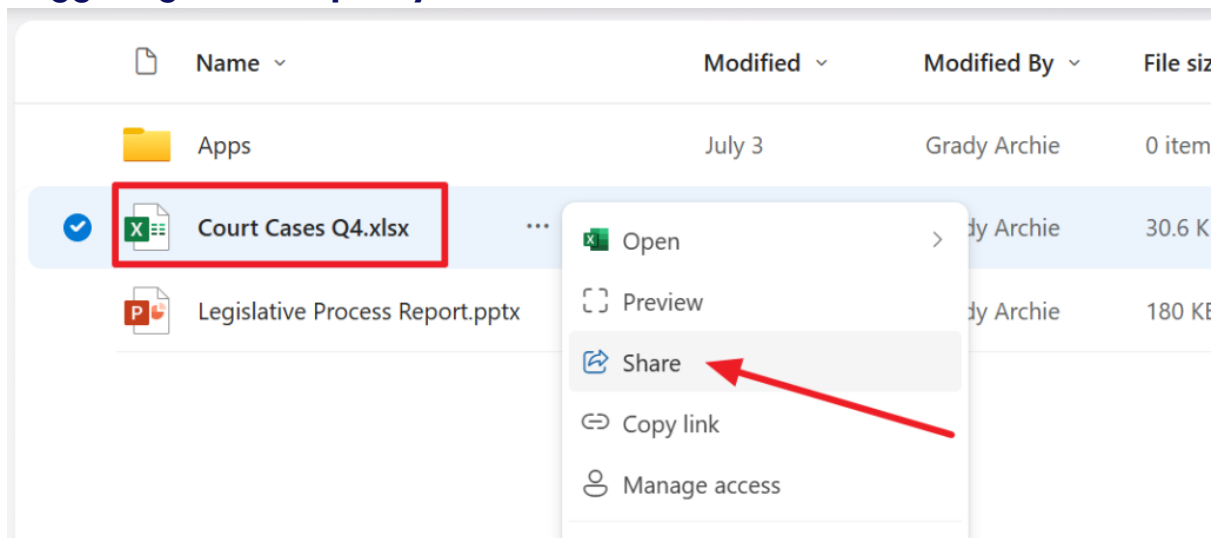 Name
Modified
Modified By
File siz
Apps
July 3
Grady Archie
0 item
Court Cases Q4.xlsx
...
Open
dy Archie
30.6 K
Preview
Legislative Process Report.pptx
dy Archie
180 KB
Share
Copy link
Manage access